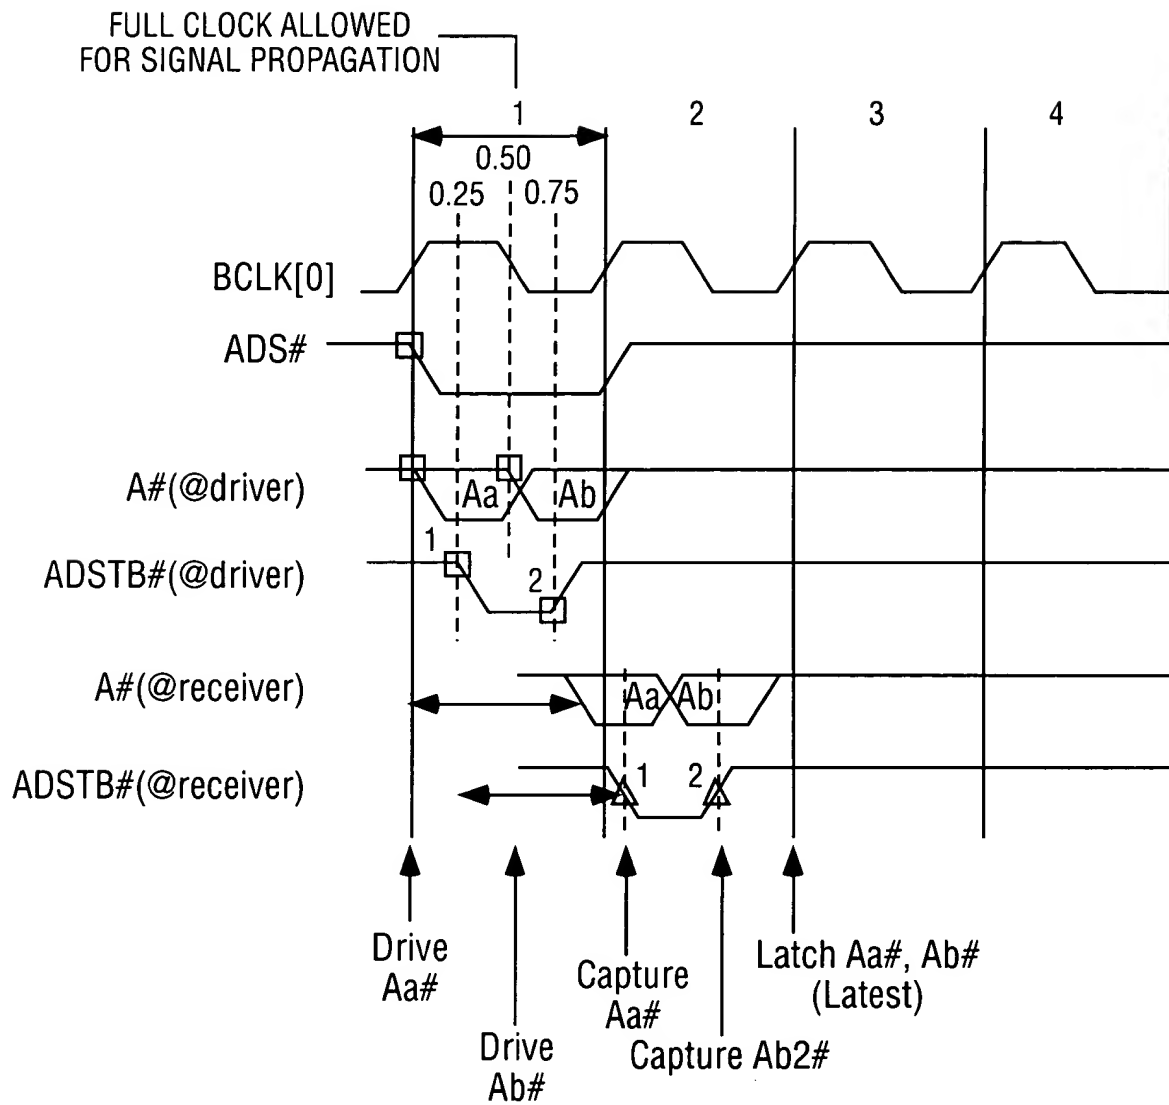 FULL CLOCK ALLOWED
FOR SIGNAL PROPAGATION
1
2
3
4
0.50
0.25
0.75
BCLK[0]
ADS#
A#(@driver)
Aa
Ab
1
ADSTB#(@driver)
2
A#(@receiver)
Aa
Ab
ADSTB#(@receiver)
1
2
Drive
Aa#
Drive
Ab#
Capture
Aa#
Capture Ab2#
Latch Aa#, Ab#
(Latest)